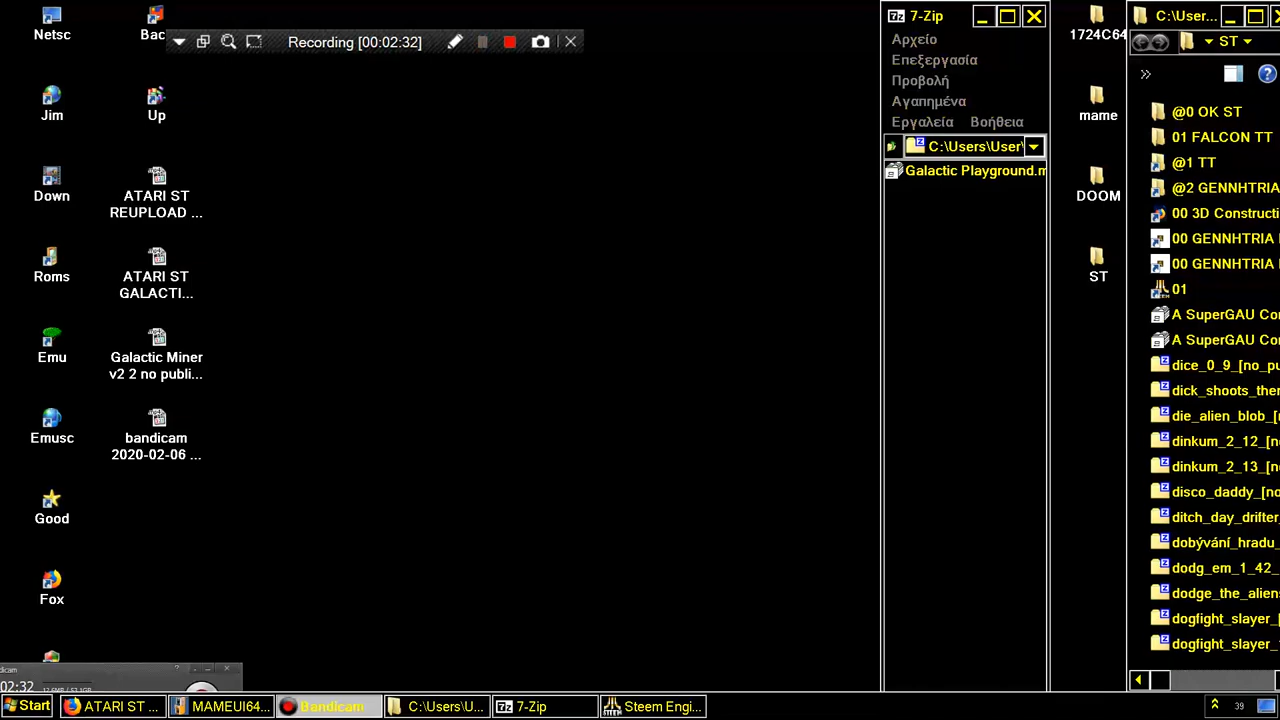 Netsc
Bac
Recording [00:02:32]
Jim
Up
Down
ATARI ST
REUPLOAD ...
Roms
ATARI ST
GALACTI...
Emu
Galactic Miner
v2 2 no publi...
Emusc
bandicam
2020-02-06 ...
Good
Fox
7-Zip
Αρχείο
Επεξεργασία
Προβολή
Αγαπημένα
Εργαλεία Βοήθεια
C:\Users\User\
Galactic Playground.m
1724C64
mame
DOOM
ST
C:\User...
ST
@0 OK ST
01 FALCON TT
@1 TT
@2 GENNHTRIA
00 3D Constructi
00 GENNHTRIA
00 GENNHTRIA
01
A SuperGAU Co
A SuperGAU Co
dice_0_9_[no_pu
dick_shoots_the
die_alien_blob_[n
dinkum_2_12_[n
dinkum_2_13_[n
disco_daddy_[no
ditch_day_drifter_
dobývání_hradu_
dodg_em_1_42_
dodge_the_alien
dogfight_slayer_[
dogfight_slayer_
02:32
Start
ATARI ST ...
MAMEUI64...
Bandicam
C:\Users\U...
7-Zip
Steem Engi...
39